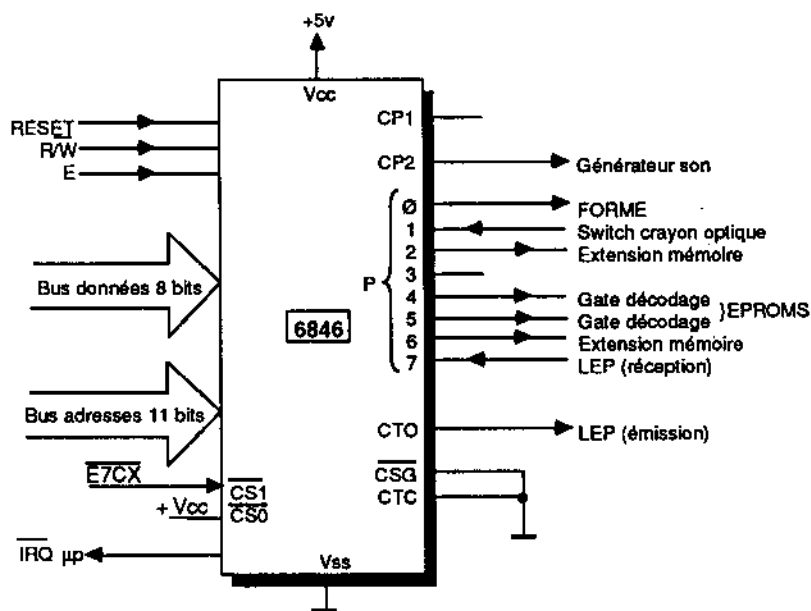 +5v
Vcc
RESET
R/W
E
CP1
CP2
Générateur son
P
0 FORME
1 Switch crayon optique
2 Extension mémoire
3
4 Gate décodage
5 Gate décodage
}EPROMS
6 Extension mémoire
7 LEP (réception)
Bus données 8 bits
6846
Bus adresses 11 bits
CTO
LEP (émission)
E7CX
CS1
CSG
CTC
+ Vcc
CS0
IRQ µp
Vss